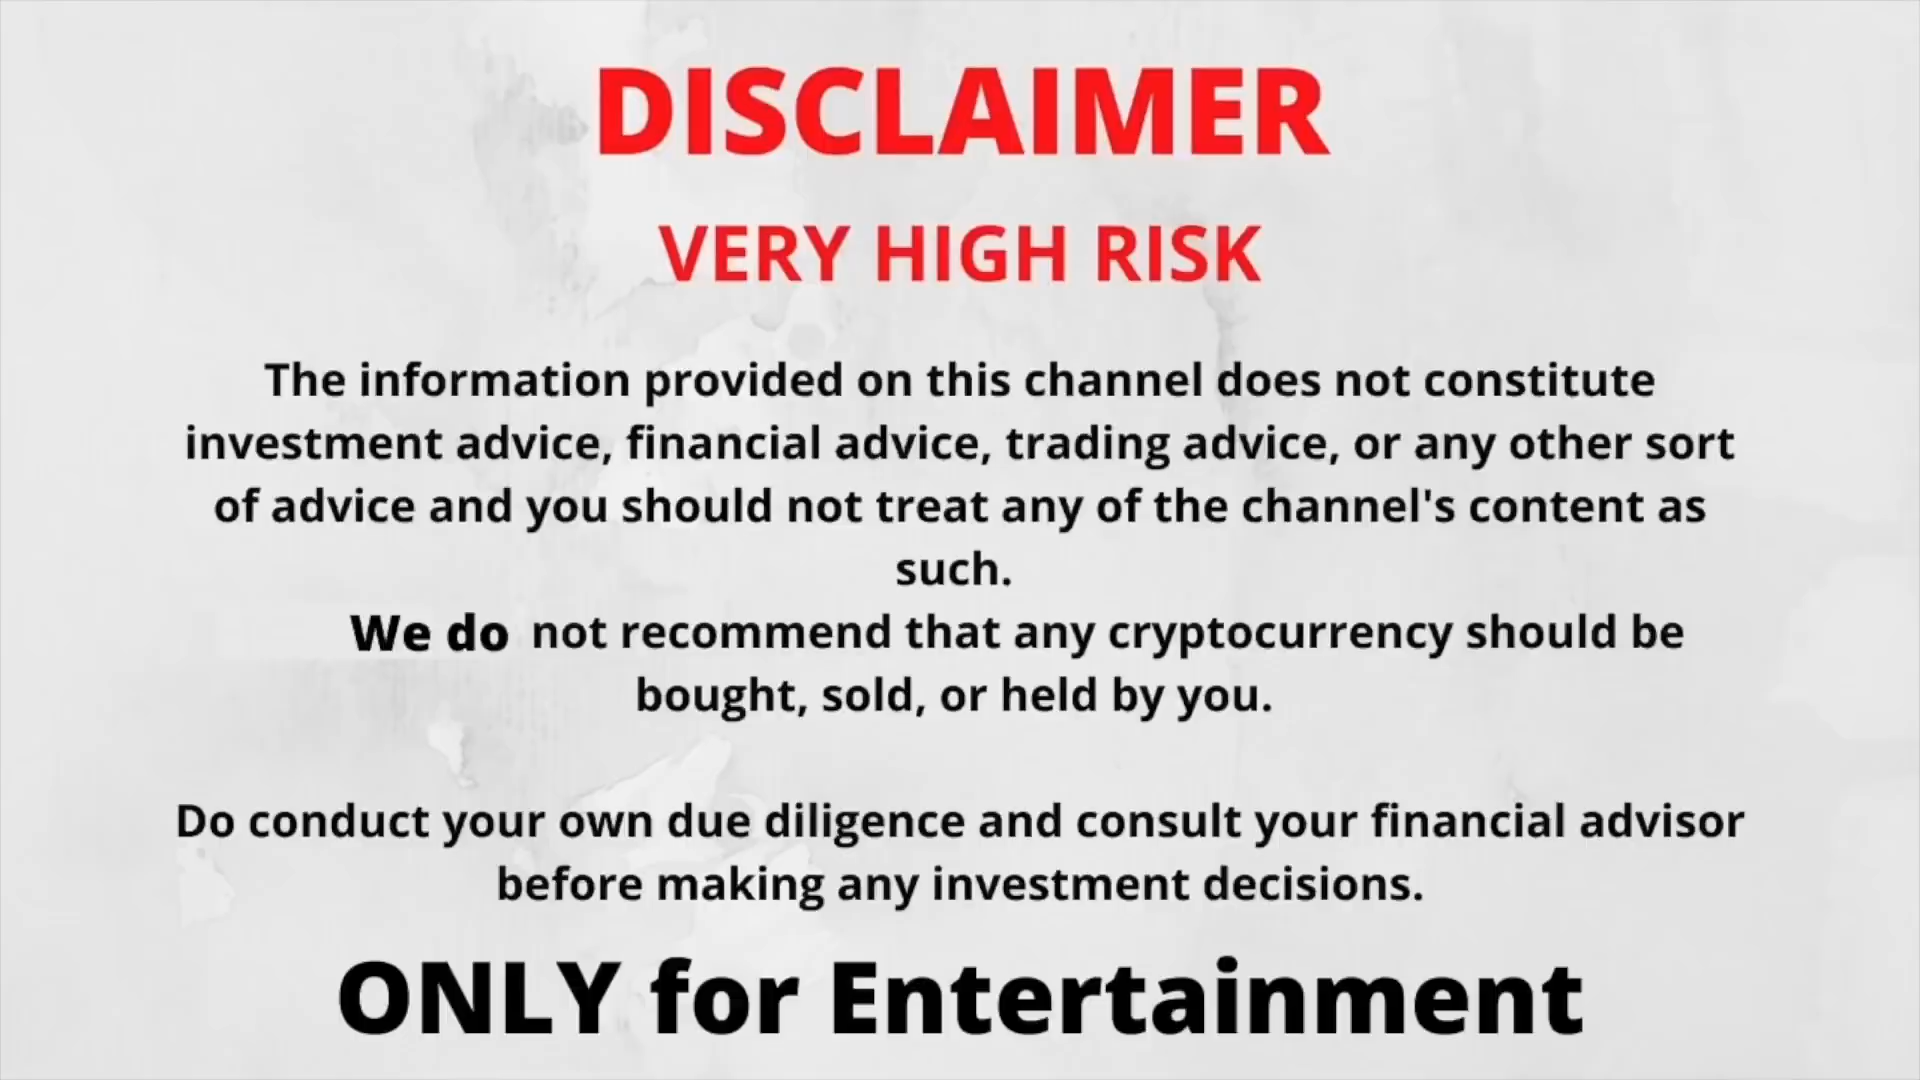 DISCLAIMER
VERY HIGH RISK
The information provided on this channel does not constitute
investment advice, financial advice, trading advice, or any other sort
of advice and you should not treat any of the channel's content as
such.
We do not recommend that any cryptocurrency should be
bought, sold, or held by you.
Do conduct your own due diligence and consult your financial advisor
before making any investment decisions.
ONLY for Entertainment